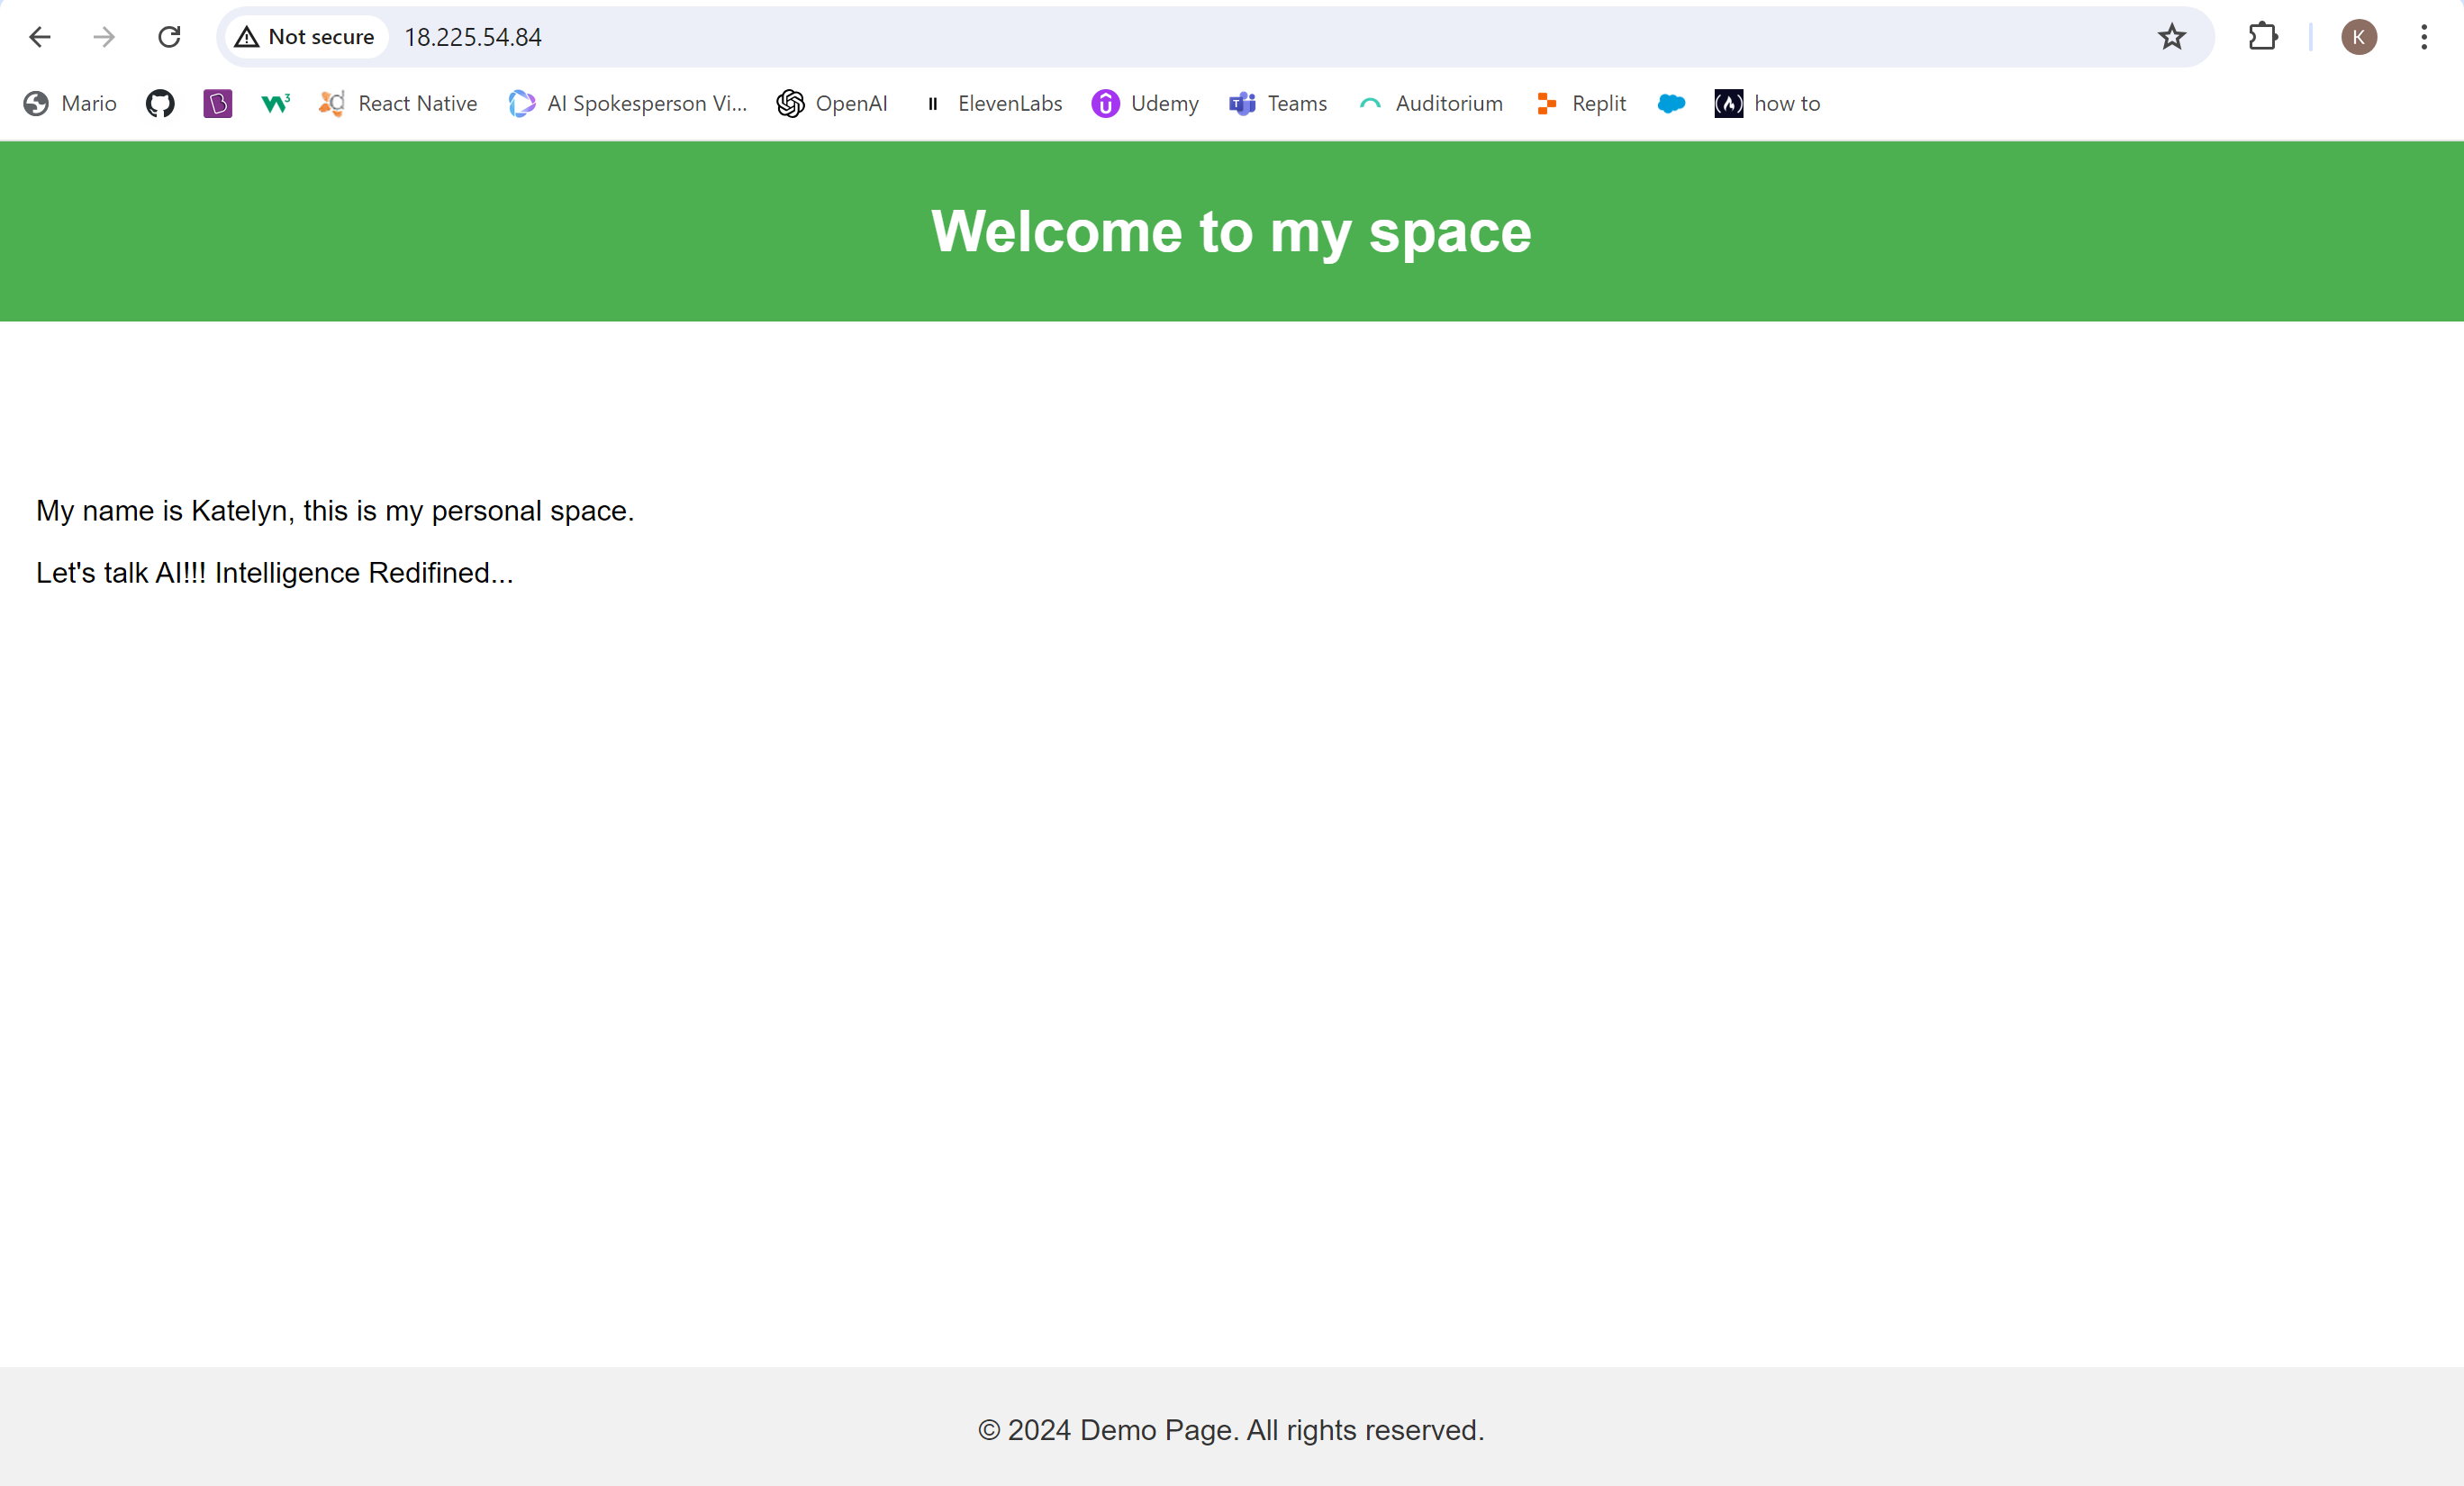 Not secure 18.225.54.84 K
Mario 3 React Native AI Spokesperson Vi... OpenAI ElevenLabs Udemy Teams Auditorium Replit how to
Welcome to my space
My name is Katelyn, this is my personal space.
Let's talk AI!!! Intelligence Redifined...
© 2024 Demo Page. All rights reserved.